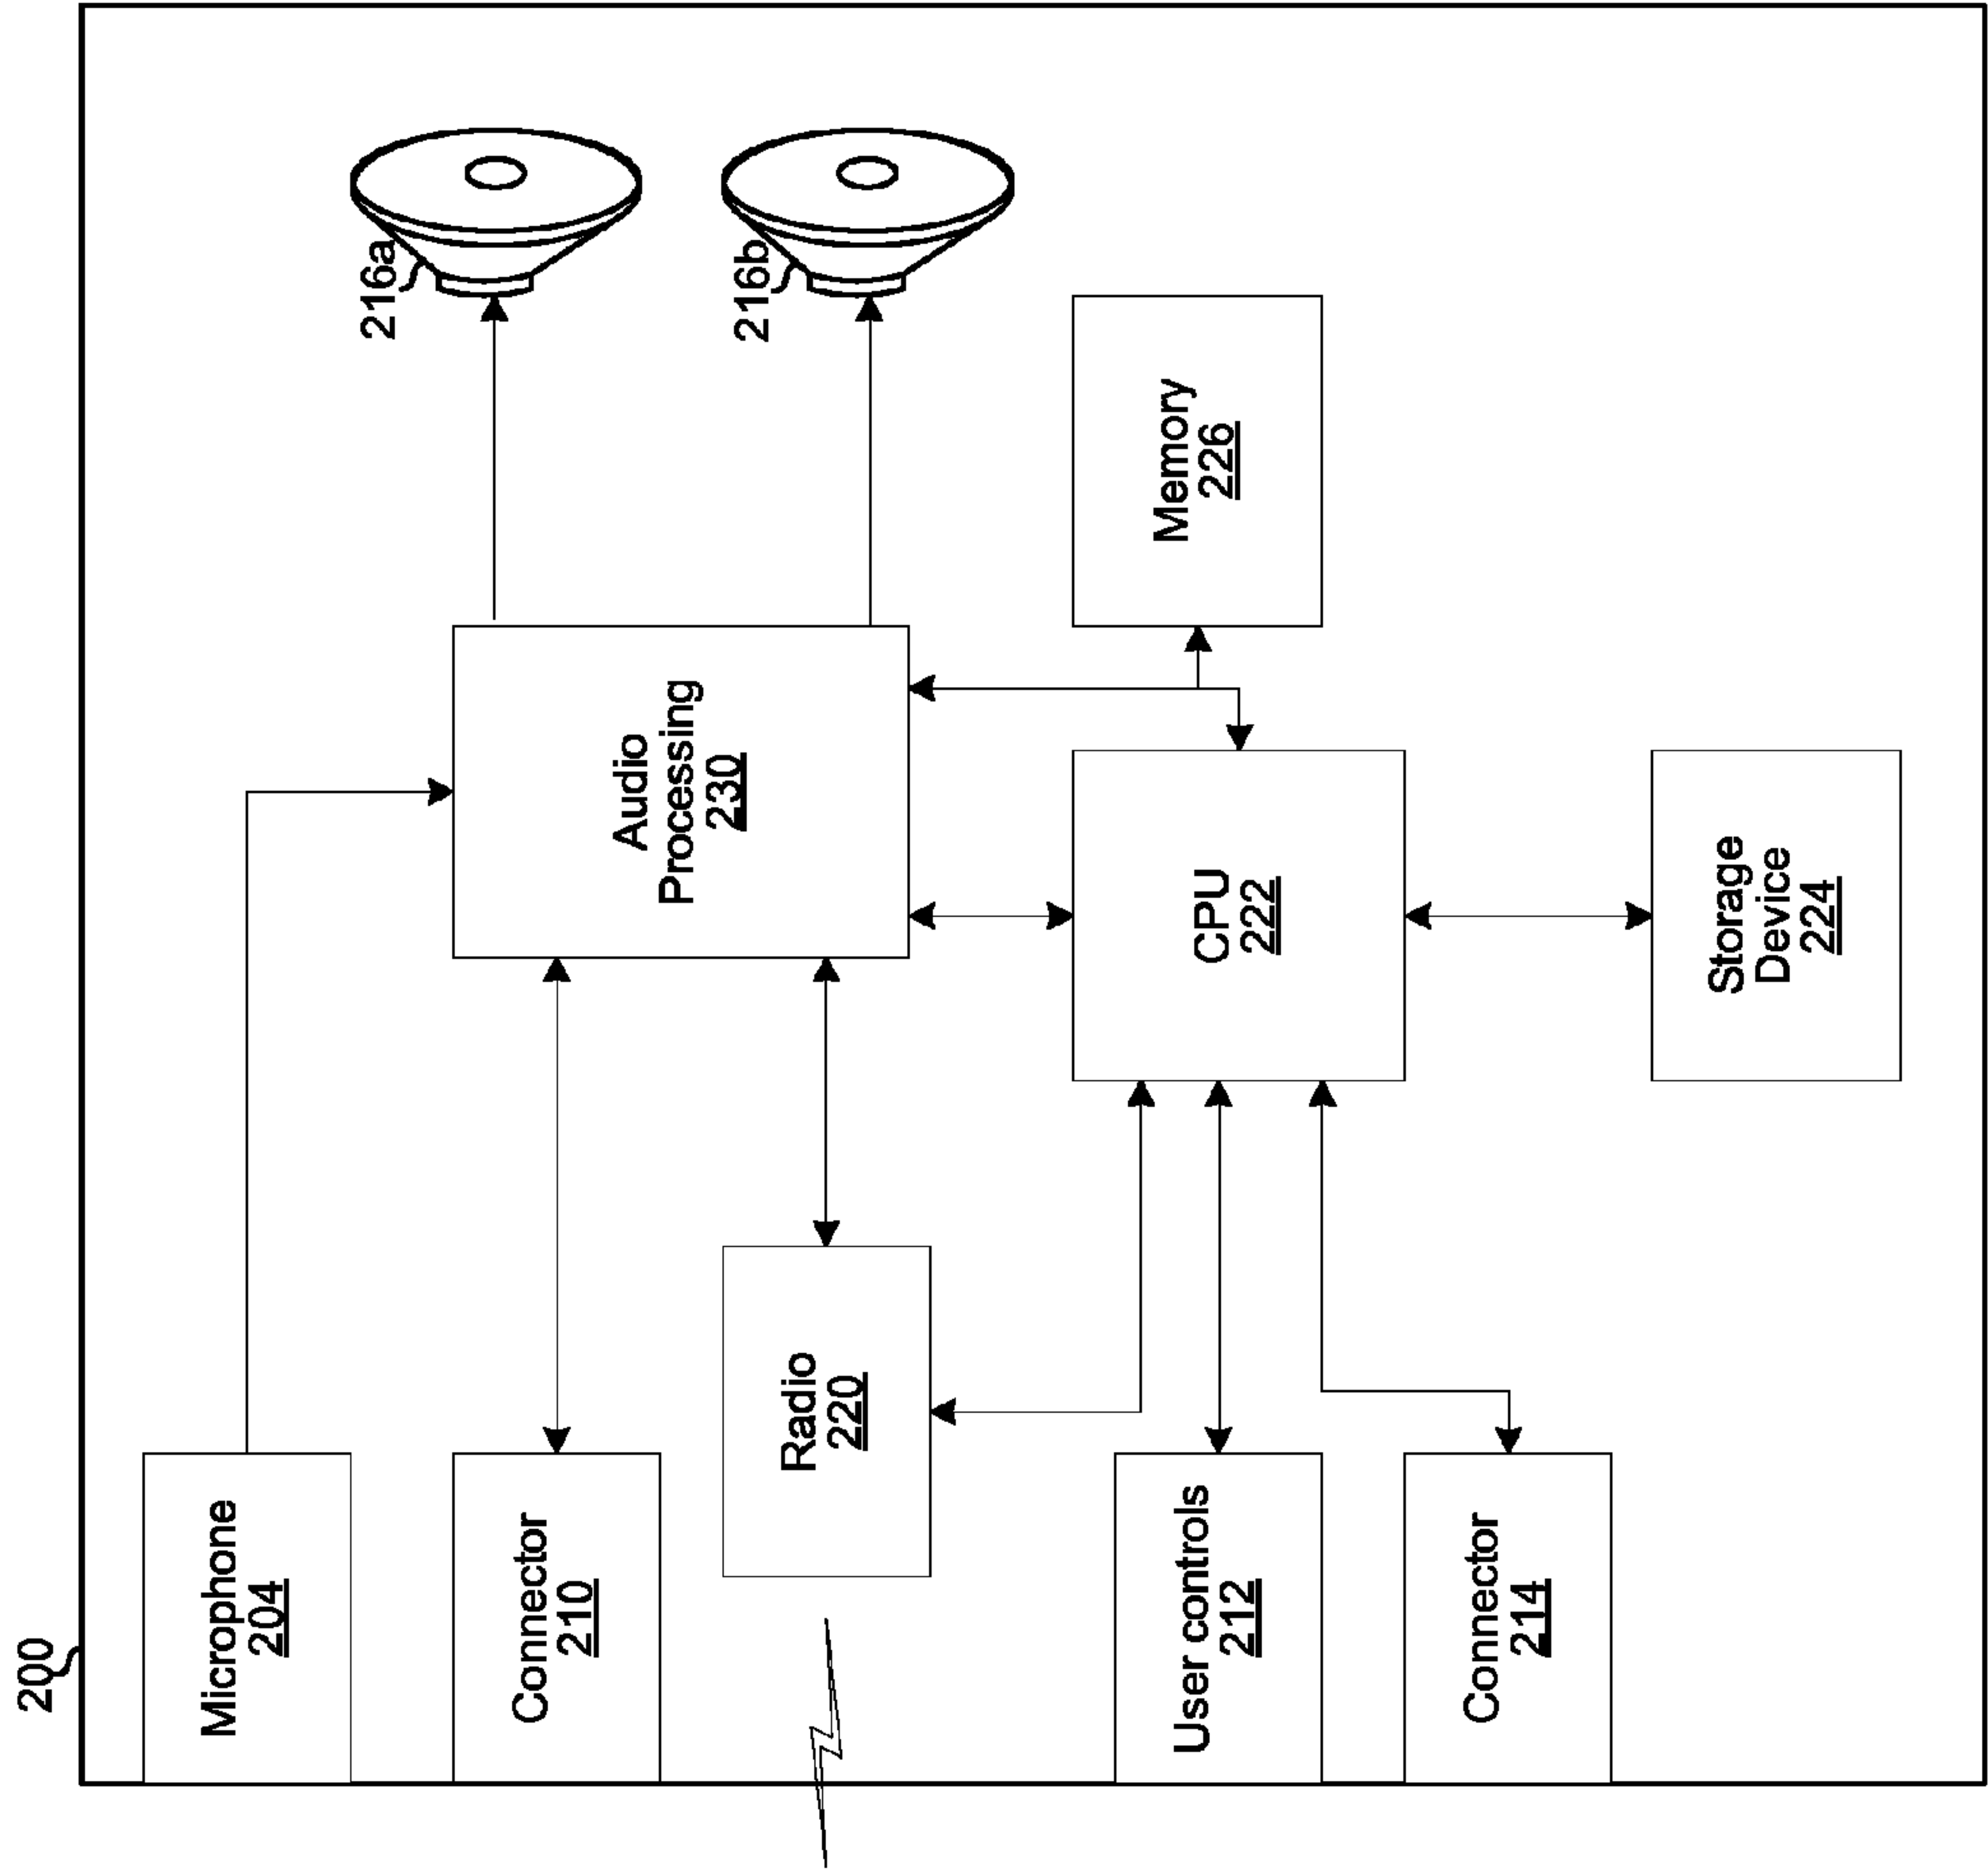 200
Microphone
204
Connector
210
Radio
220
User controls
212
Connector
214
Audio
Processing
230
CPU
222
Storage
Device
224
Memory
226
216a
216b